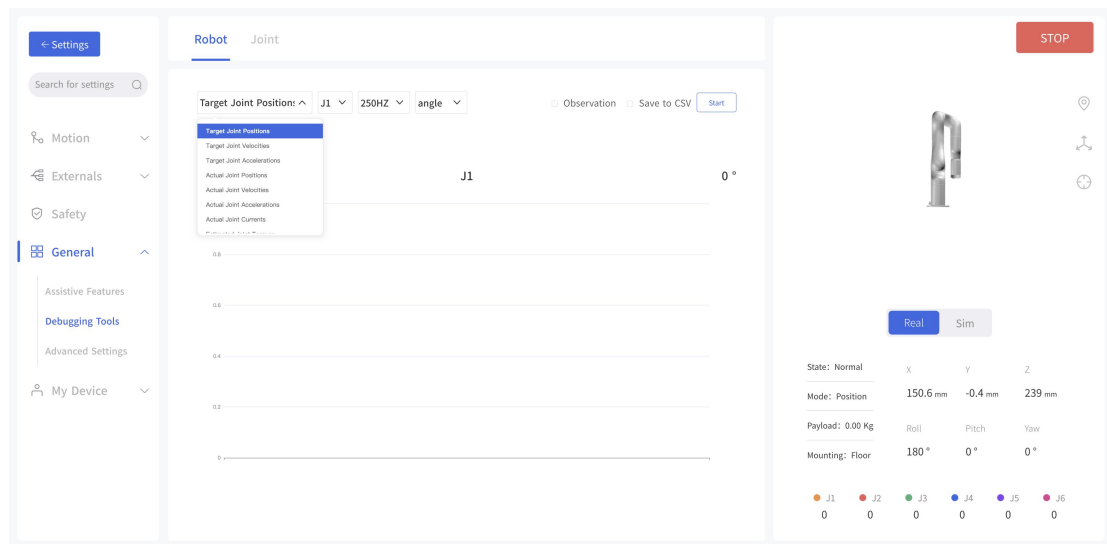 ← Settings
Search for settings
Motion
Externals
Safety
General
Assistive Features
Debugging Tools
Advanced Settings
My Device
Robot Joint
Target Joint Position: J1 250HZ angle Observation Save to CSV Start
Target Joint Positions
Target Joint Velocities
Target Joint Accelerations
Actual Joint Positions
Actual Joint Velocities
Actual Joint Accelerations
Actual Joint Currents
J1 0 °
0.8
0.6
0.4
0.2
0
STOP
Real Sim
State: Normal
Mode: Position
Payload: 0.00 Kg
Mounting: Floor
X Y Z
150.6 mm -0.4 mm 239 mm
Roll Pitch Yaw
180 ° 0 ° 0 °
J1 J2 J3 J4 J5 J6
0 0 0 0 0 0